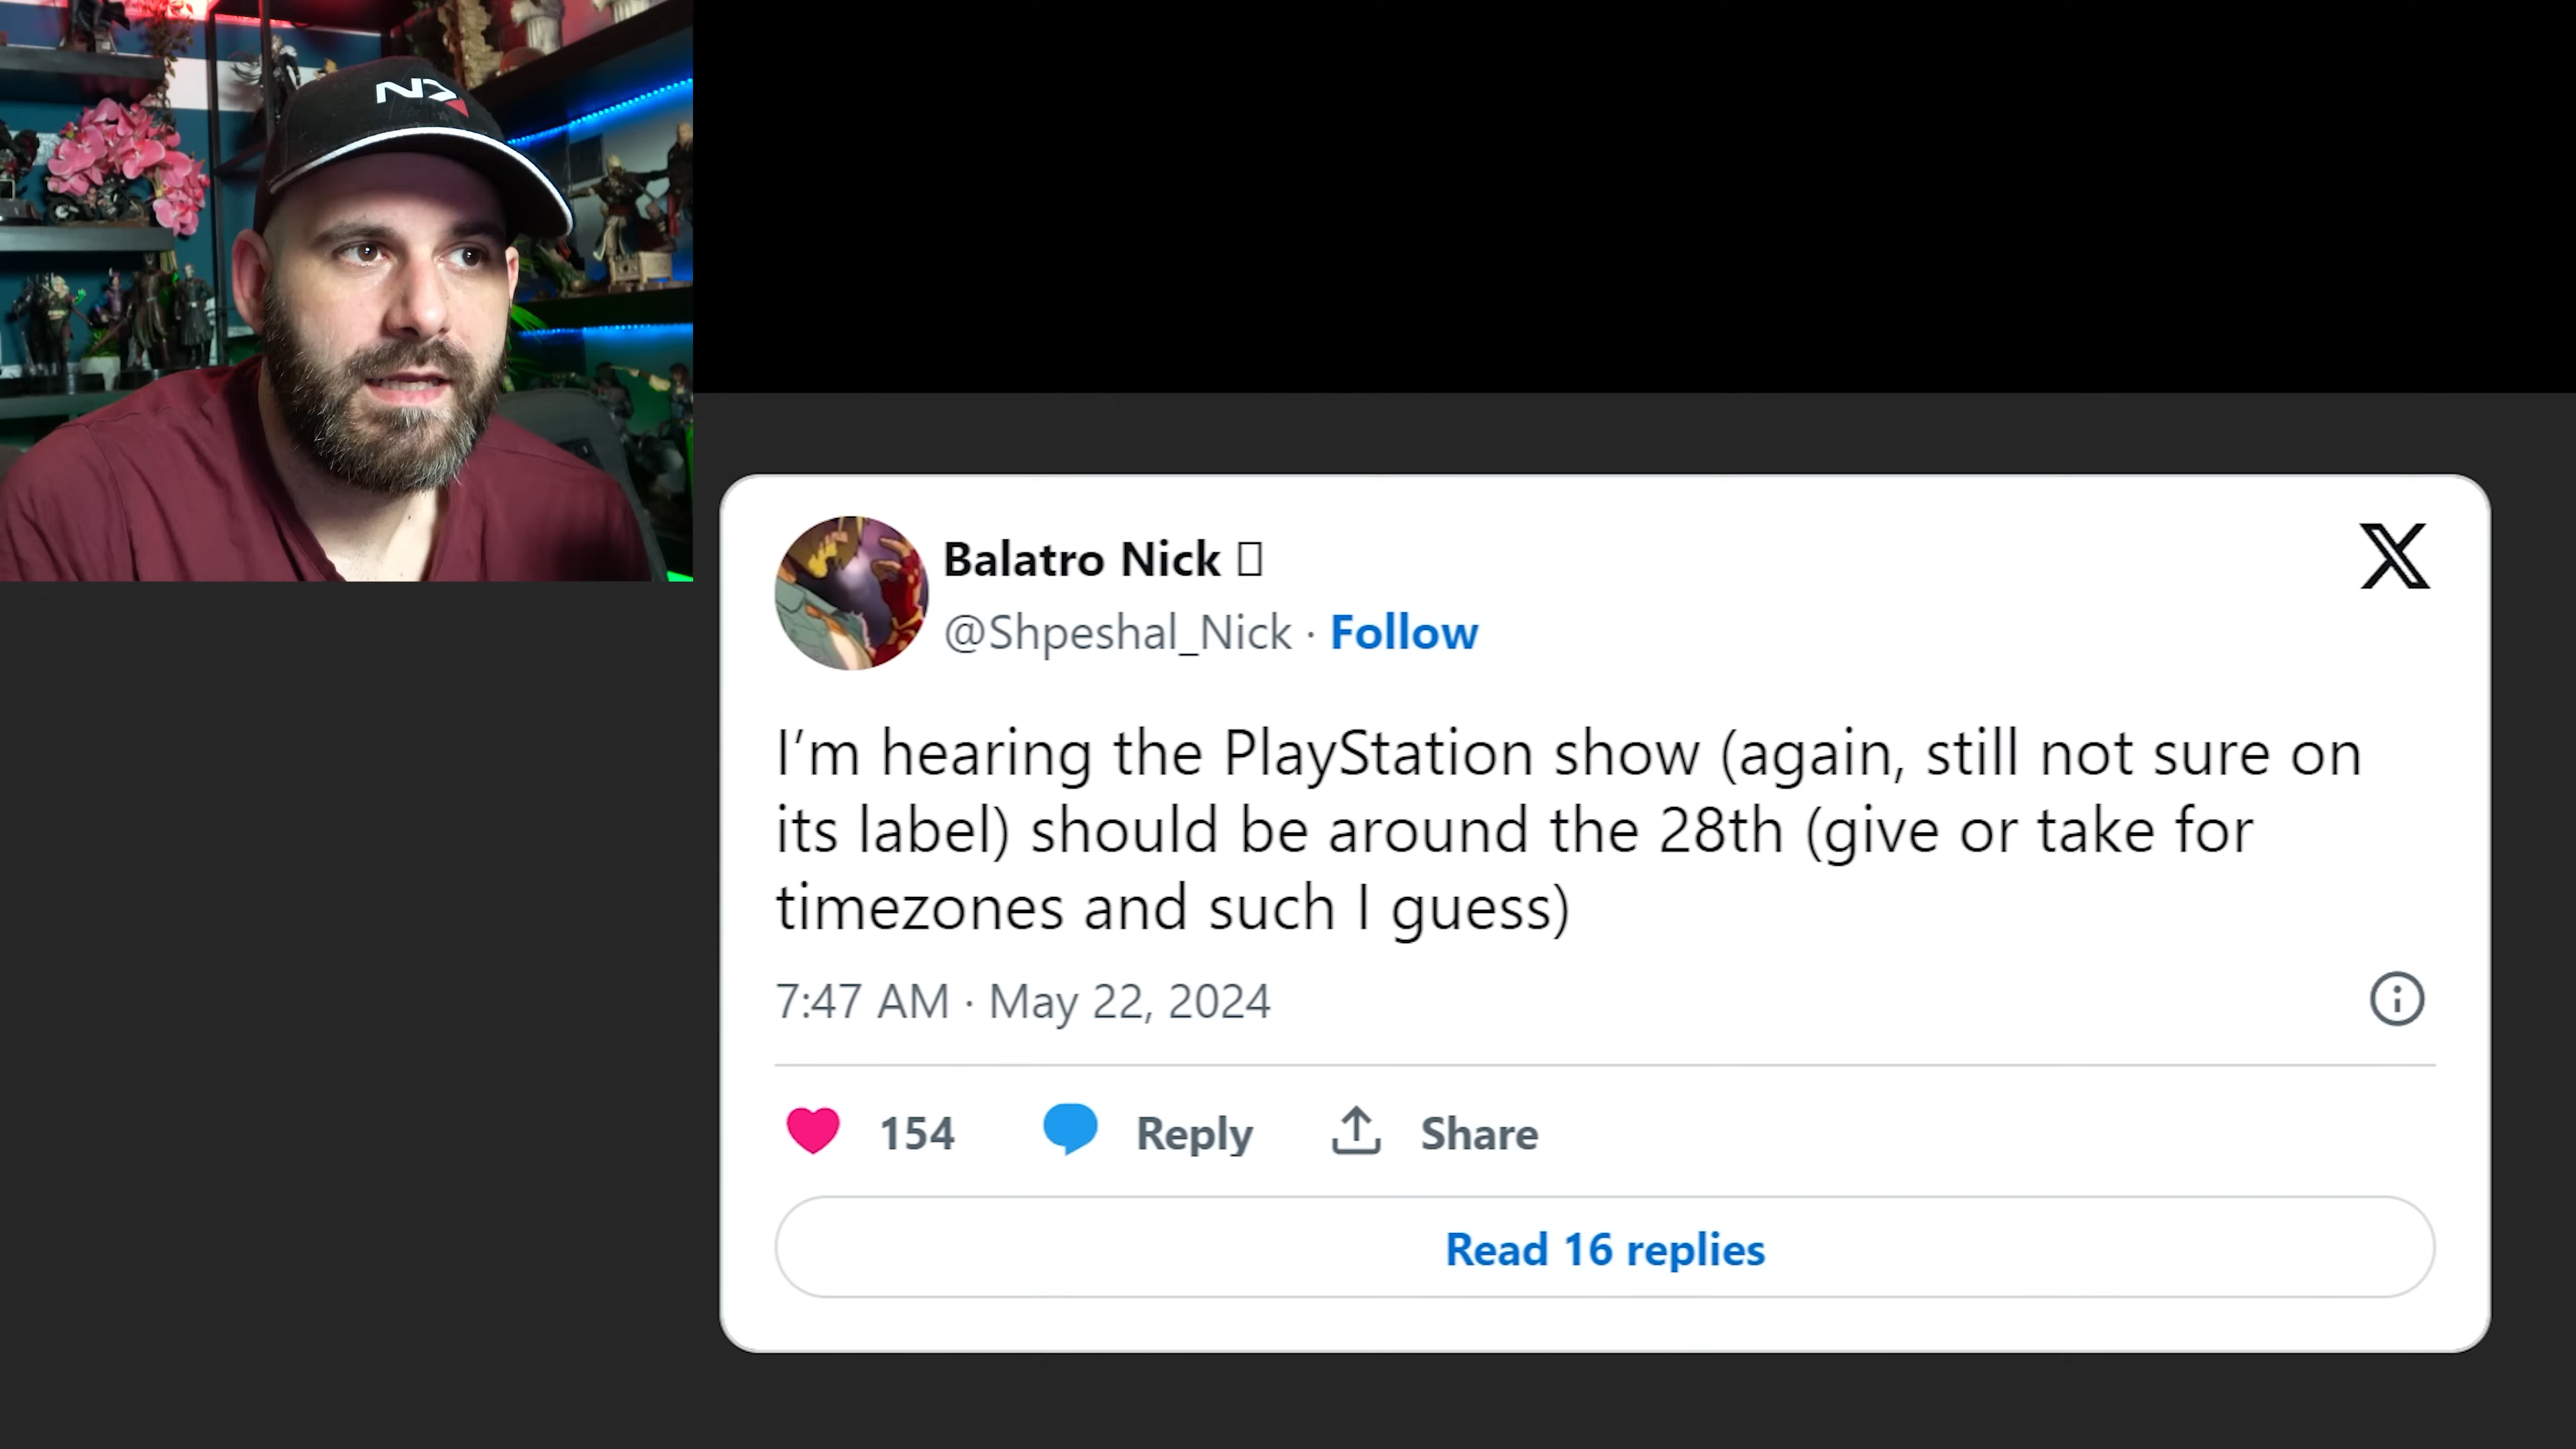 N7
Balatro Nick
@Shpeshal_Nick · Follow
I’m hearing the PlayStation show (again, still not sure on
its label) should be around the 28th (give or take for
timezones and such I guess)
7:47 AM · May 22, 2024
154 Reply Share
Read 16 replies